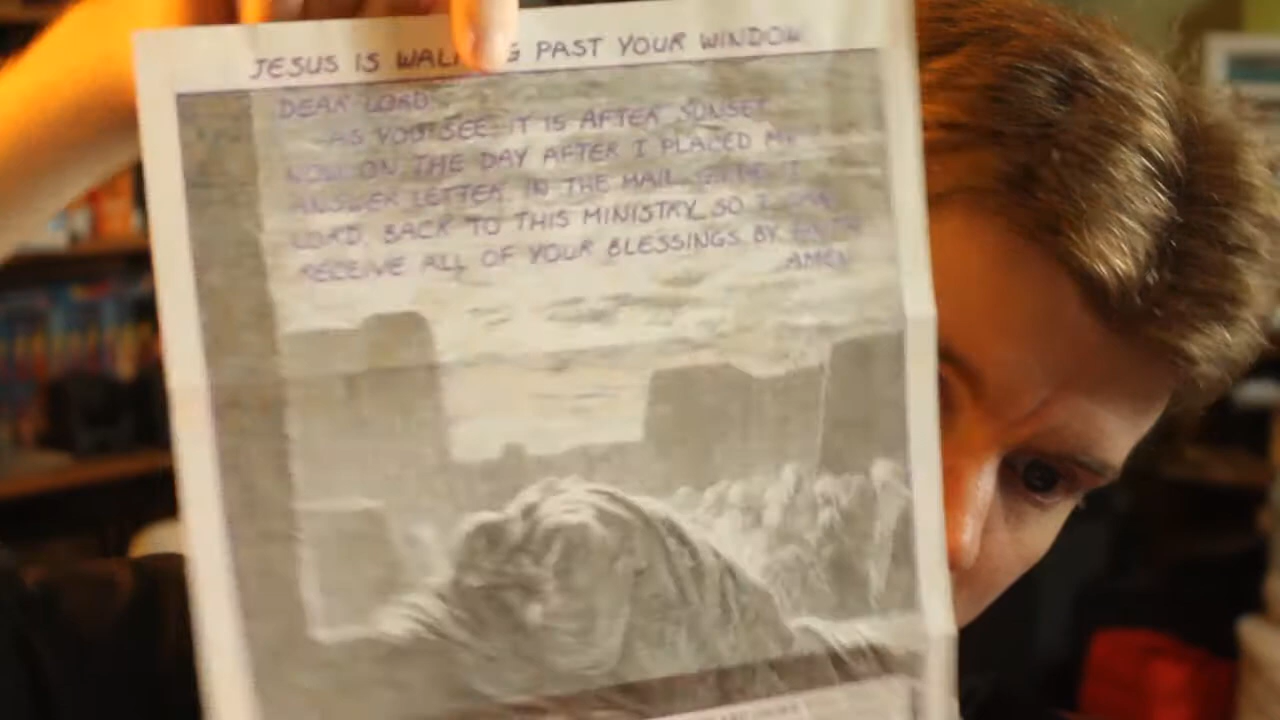 JESUS IS WAL G PAST YOUR WINDOW
DEAR LORD
AS YOU SEE, IT IS AFTER SUNSET
NOW ON THE DAY AFTER I PLACED MY
ANSWER LETTER IN THE MAIL
LORD, BACK TO THIS MINISTRY SO I CAN
RECEIVE ALL OF YOUR BLESSINGS BY FAITH
AMEN